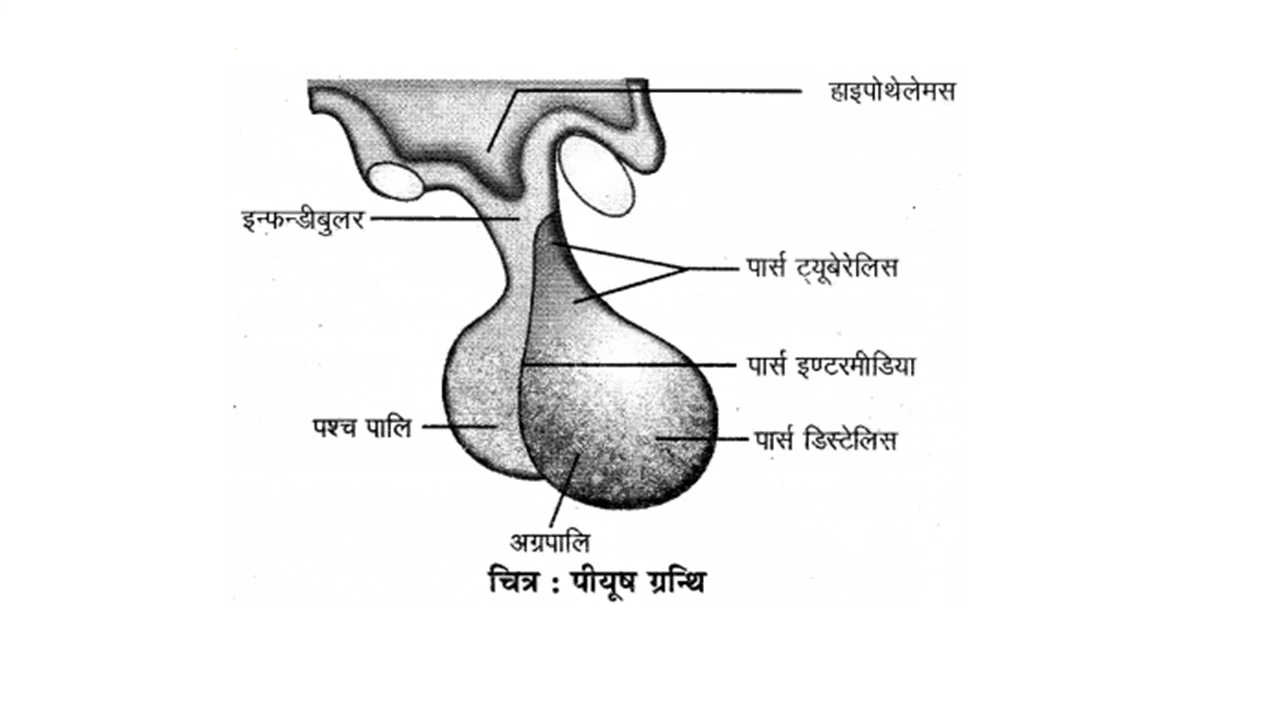 हाइपोथेलेमस
इन्फन्डीबुलर
पार्स ट्यूबेरेलिस
पार्स इण्टरमीडिया
पश्च पालि
पार्स डिस्टेलिस
अग्रपालि
चित्र : पीयूष ग्रन्थि